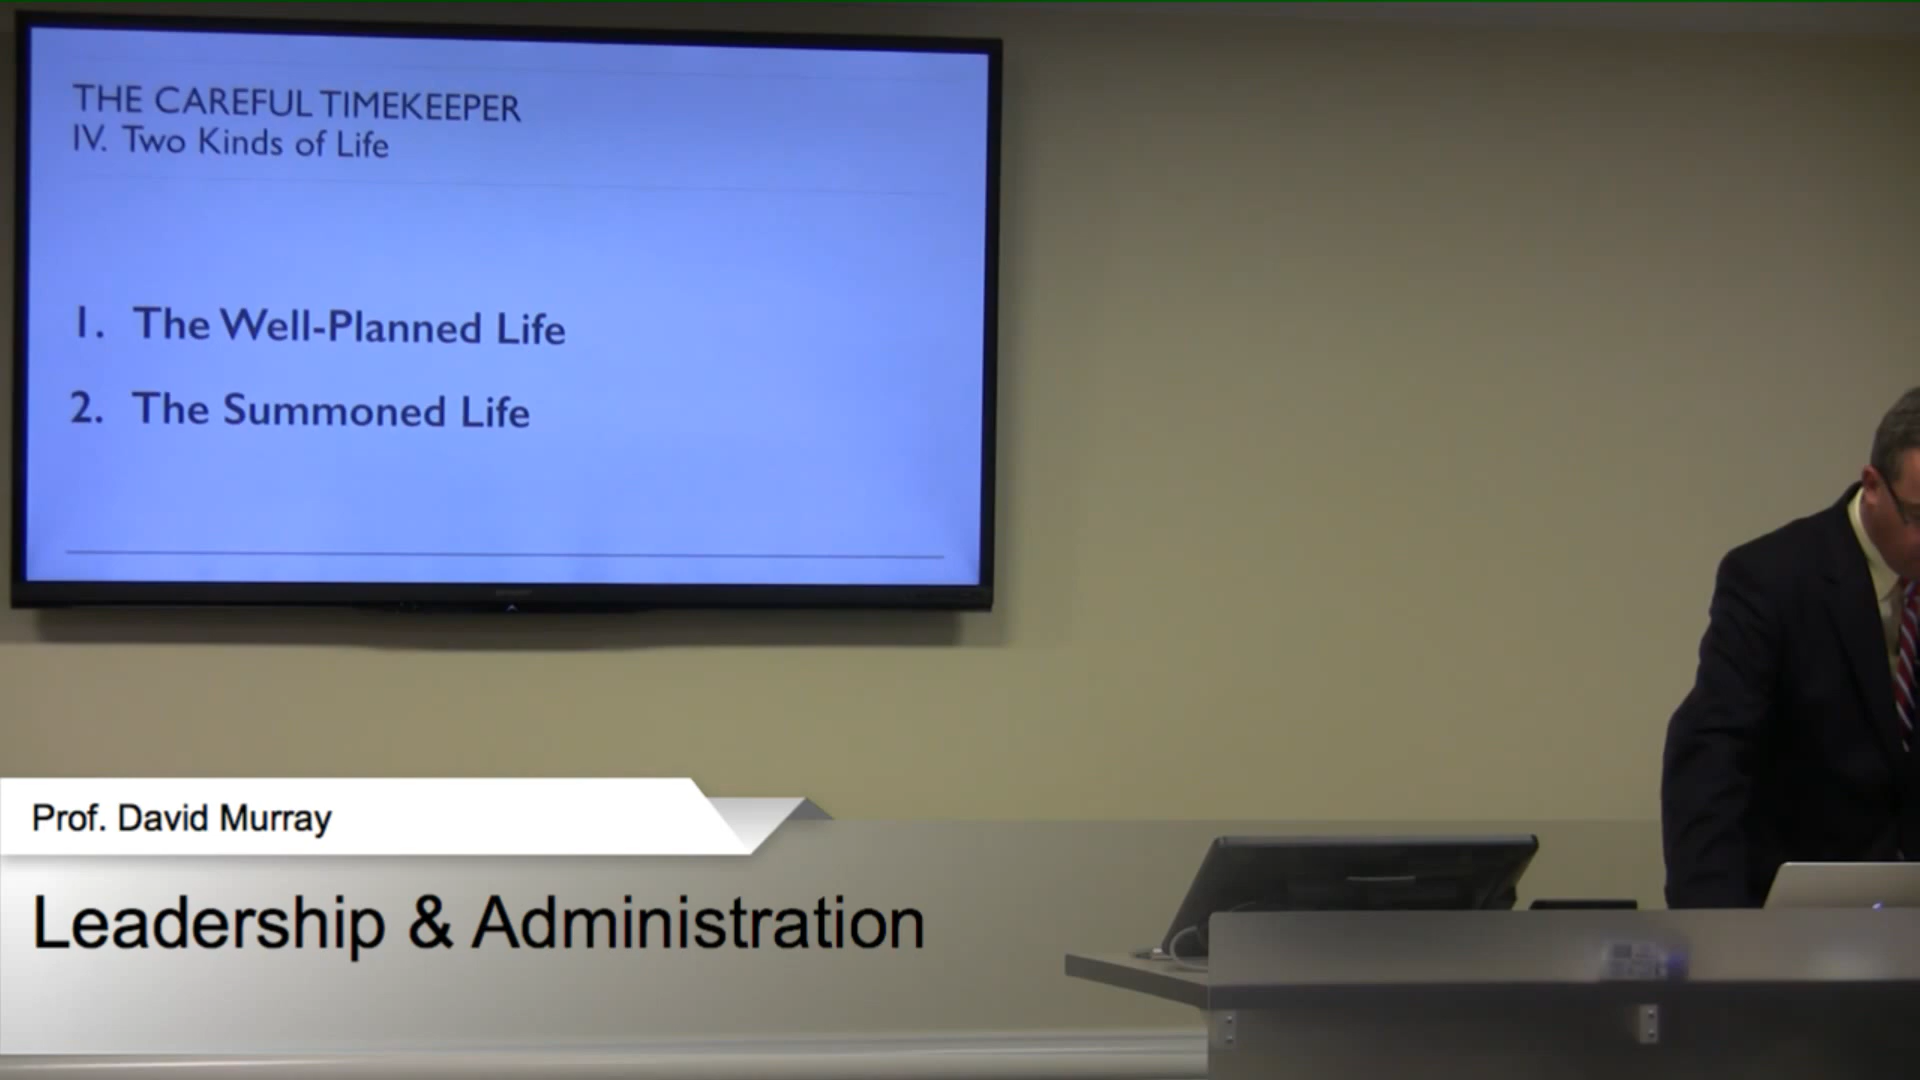 THE CAREFUL TIMEKEEPER
IV. Two Kinds of Life
1. The Well-Planned Life
2. The Summoned Life
Prof. David Murray
Leadership & Administration